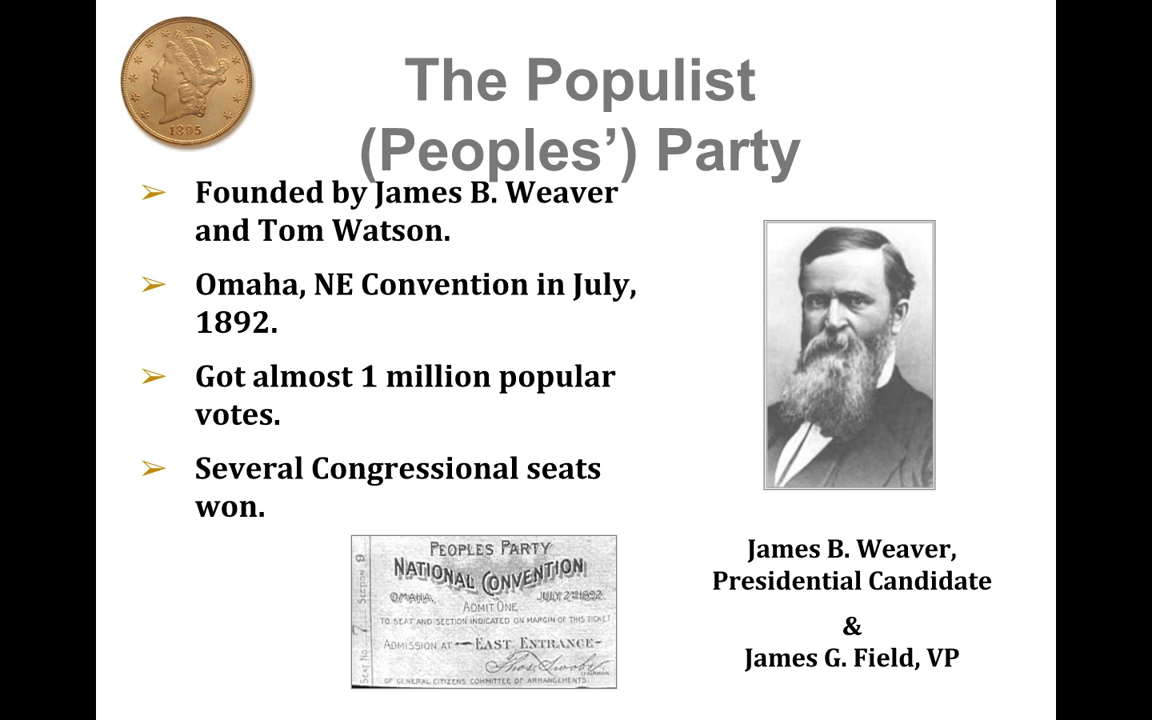 1895
The Populist
(Peoples’) Party
➢ Founded by James B. Weaver
and Tom Watson.
➢ Omaha, NE Convention in July,
1892.
➢ Got almost 1 million popular
votes.
➢ Several Congressional seats
won.
SECTION 9
SEAT NO 7
PEOPLES PARTY
NATIONAL CONVENTION
OMAHA, JULY 2ND 1892.
ADMIT ONE
TO SEAT AND SECTION INDICATED ON MARGIN OF THIS TICKET
ADMISSION AT EAST ENTRANCE
CHAIRMAN
OF GENERAL CITIZENS COMMITTEE OF ARRANGEMENTS.
James B. Weaver,
Presidential Candidate
&
James G. Field, VP